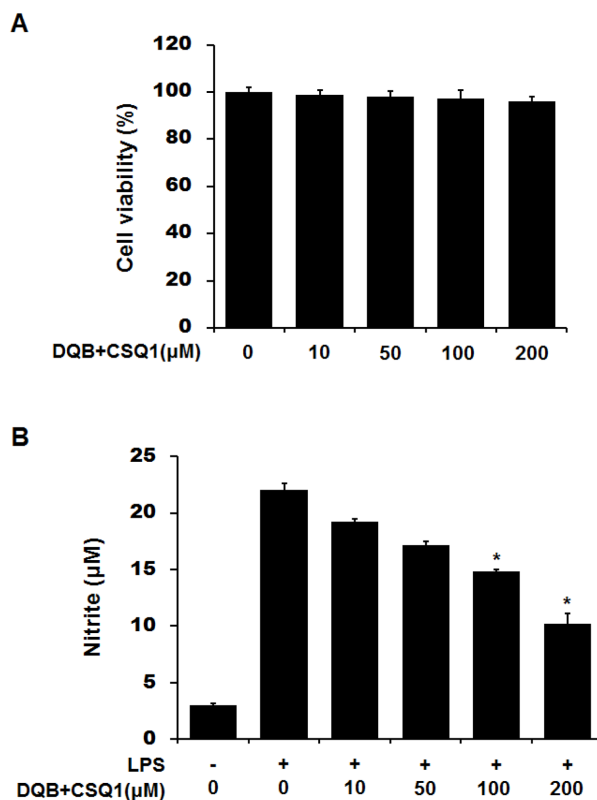 A
120
100
80
60
40
20
0
Cell viability (%)
DQB+CSQ1(μM) 0 10 50 100 200
B
25
20
15
10
5
0
Nitrite (μM)
* *
LPS - + + + + +
DQB+CSQ1(μM) 0 0 10 50 100 200